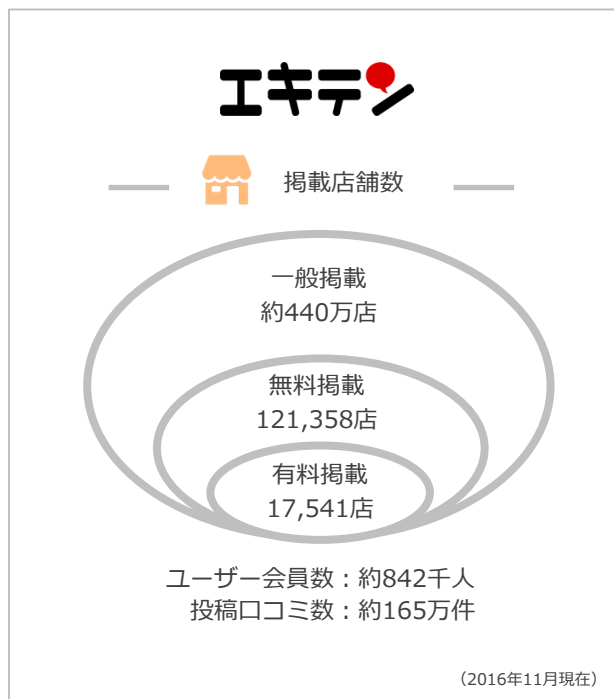 エキテン
掲載店舗数
一般掲載
約440万店
無料掲載
121,358店
有料掲載
17,541店
ユーザー会員数：約842千人
投稿口コミ数：約165万件
（2016年11月現在）